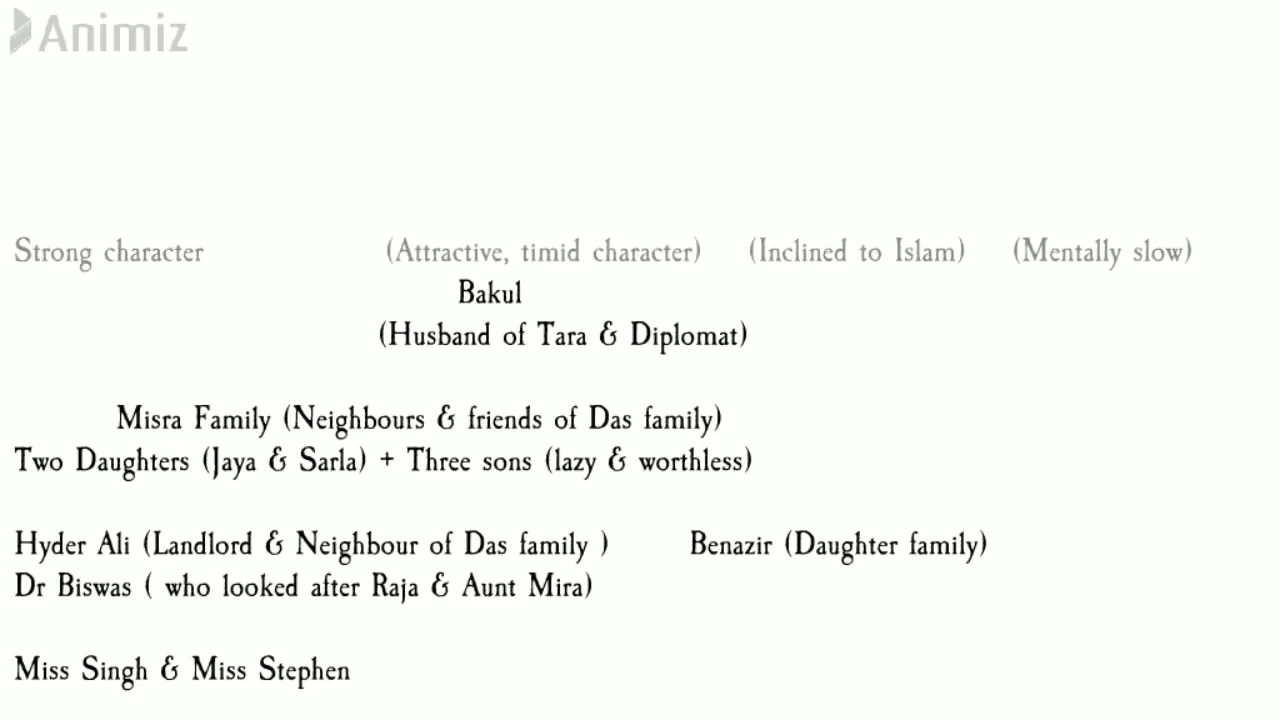 Animiz
Strong character (Attractive, timid character) (Inclined to Islam) (Mentally slow)
Bakul
(Husband of Tara & Diplomat)
Misra Family (Neighbours & friends of Das family)
Two Daughters (Jaya & Sarla) + Three sons (lazy & worthless)
Hyder Ali (Landlord & Neighbour of Das family ) Benazir (Daughter family)
Dr Biswas ( who looked after Raja & Aunt Mira)
Miss Singh & Miss Stephen